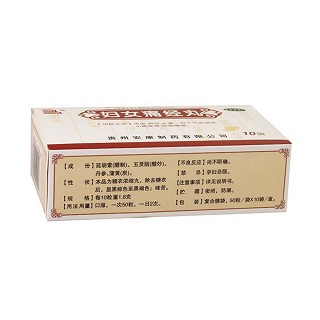 妇女痛经丸
10袋
贵州安康制药有限公司
【成 份】延胡索(醋制)、五灵脂(醋炒)、
丹参、蒲黄(炭)。
【性 状】本品为糖衣浓缩丸,除去糖衣
后,显黑棕色至黑褐色;味苦。
【规 格】每10粒重1.8克
【用法用量】口服。一次50粒,一日2次。
【不良反应】尚不明确。
【禁 忌】孕妇忌服。
【注意事项】详见说明书。
【贮 藏】密闭,防潮。
【包 装】复合膜袋,50粒/袋X10袋/盒。